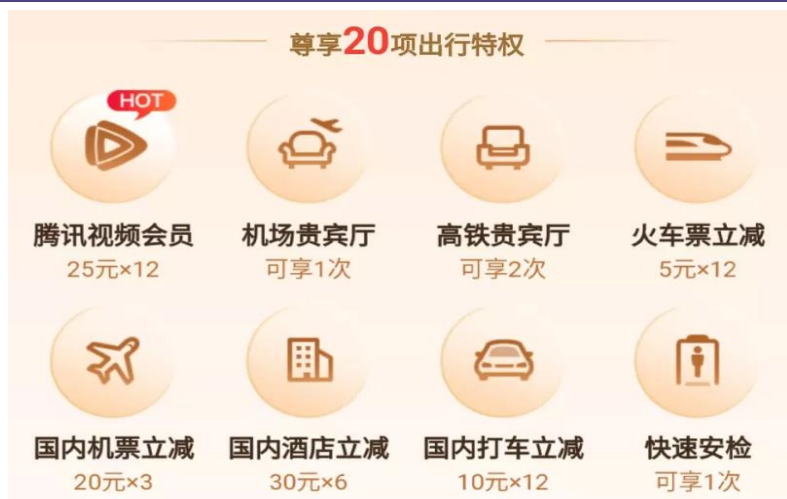 尊享20项出行特权
HOT
腾讯视频会员 机场贵宾厅 高铁贵宾厅 火车票立减
25元×12 可享1次 可享2次 5元×12
国内机票立减 国内酒店立减 国内打车立减 快速安检
20元×3 30元×6 10元×12 可享1次